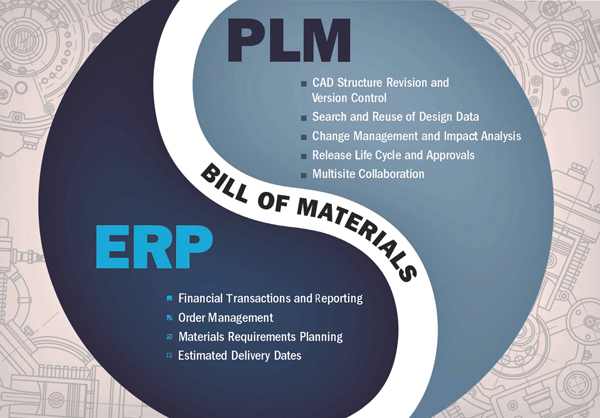 PLM
CAD Structure Revision and
Version Control
Search and Reuse of Design Data
Change Management and Impact Analysis
Release Life Cycle and Approvals
Multisite Collaboration
BILL OF MATERIALS
ERP
Financial Transactions and Reporting
Order Management
Materials Requirements Planning
Estimated Delivery Dates